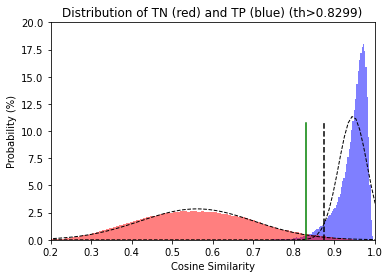 Distribution of TN (red) and TP (blue) (th>0.8299)
20.0
17.5
15.0
12.5
10.0
7.5
5.0
2.5
0.0
Probability (%)
0.2 0.3 0.4 0.5 0.6 0.7 0.8 0.9 1.0
Cosine Similarity